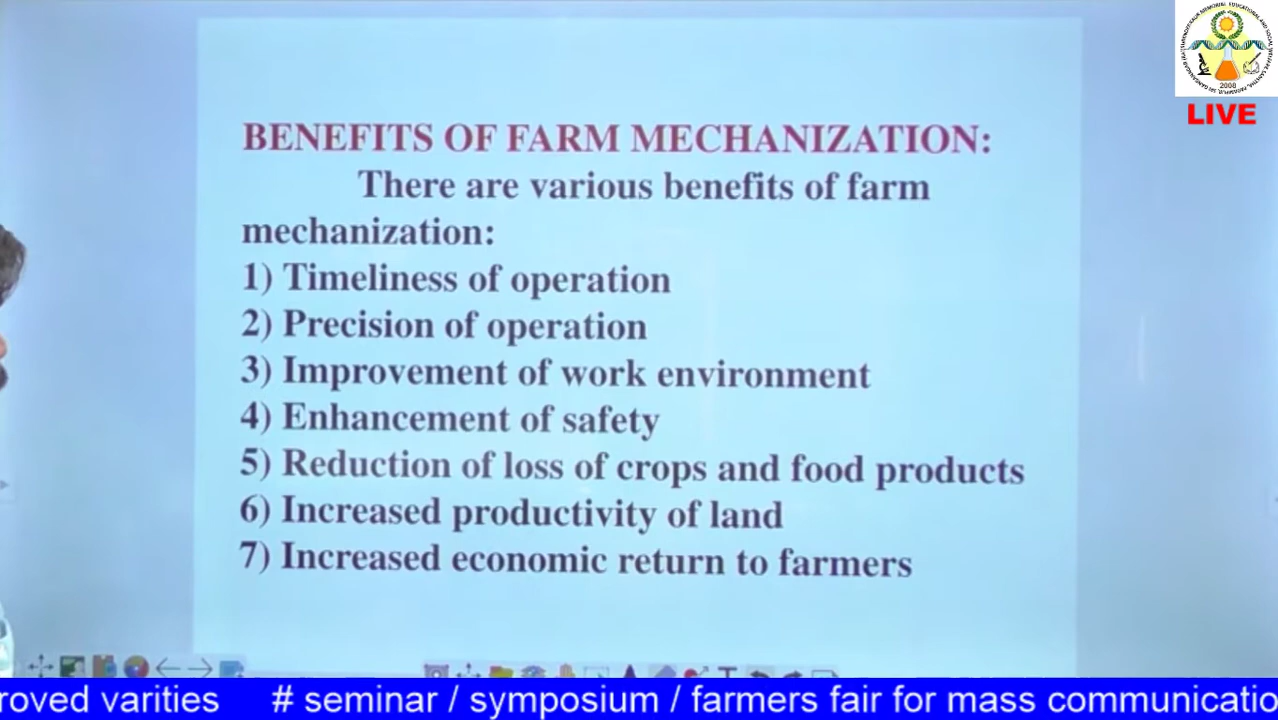 LIVE
BENEFITS OF FARM MECHANIZATION:
There are various benefits of farm
mechanization:
1) Timeliness of operation
2) Precision of operation
3) Improvement of work environment
4) Enhancement of safety
5) Reduction of loss of crops and food products
6) Increased productivity of land
7) Increased economic return to farmers
roved varities # seminar / symposium / farmers fair for mass communicatio
2008